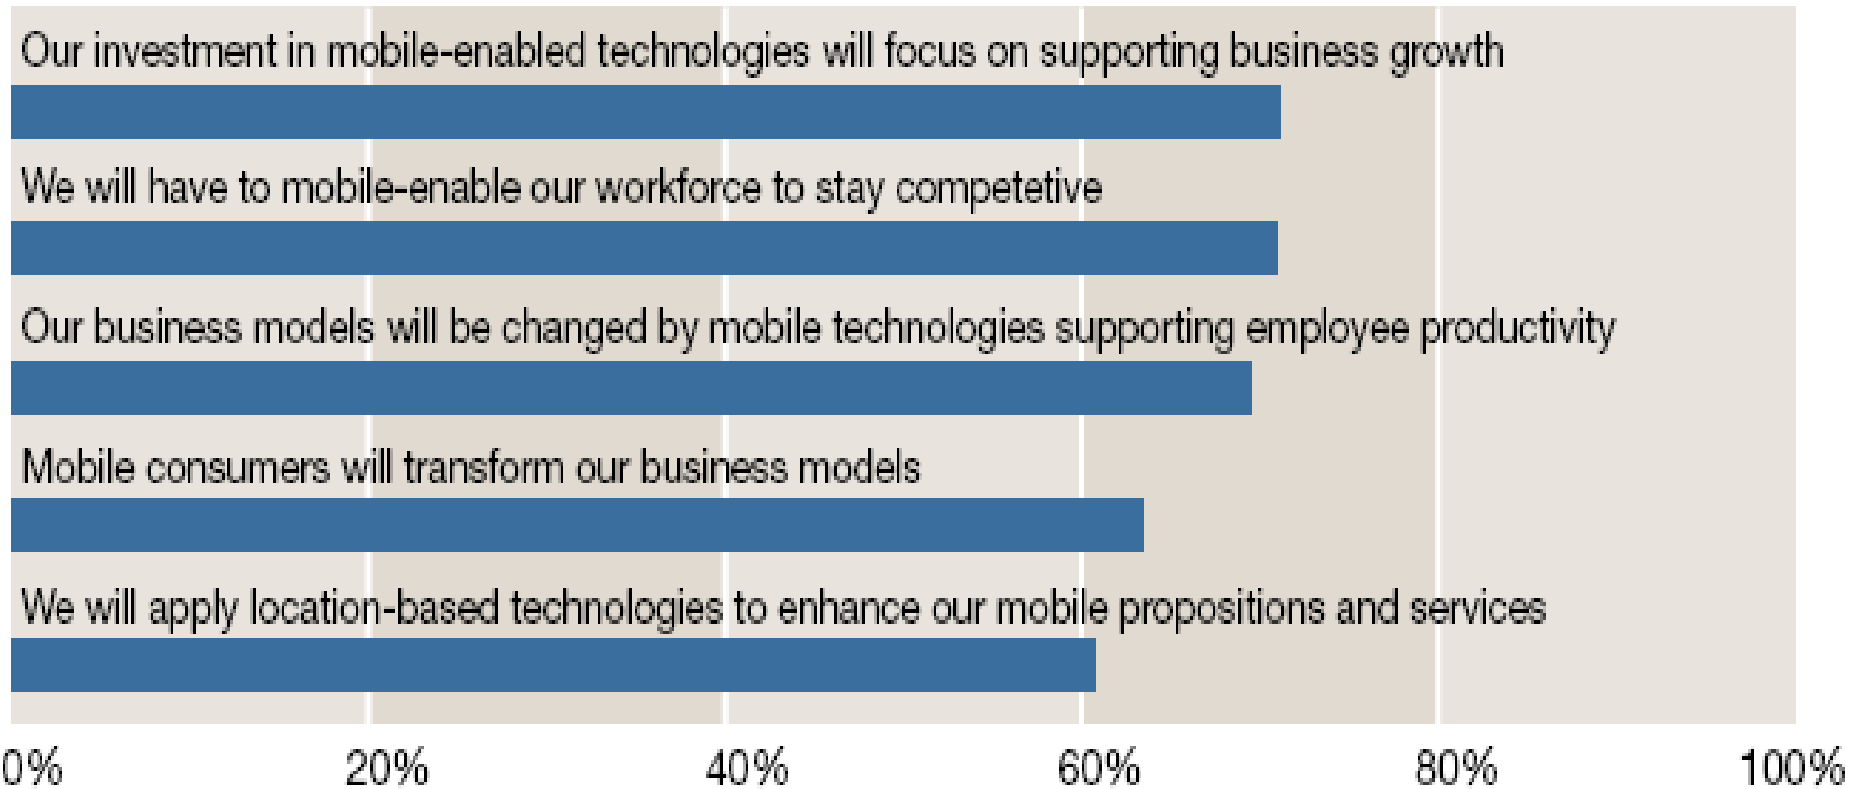 Our investment in mobile-enabled technologies will focus on supporting business growth
We will have to mobile-enable our workforce to stay competetive
Our business models will be changed by mobile technologies supporting employee productivity
Mobile consumers will transform our business models
We will apply location-based technologies to enhance our mobile propositions and services
0% 20% 40% 60% 80% 100%